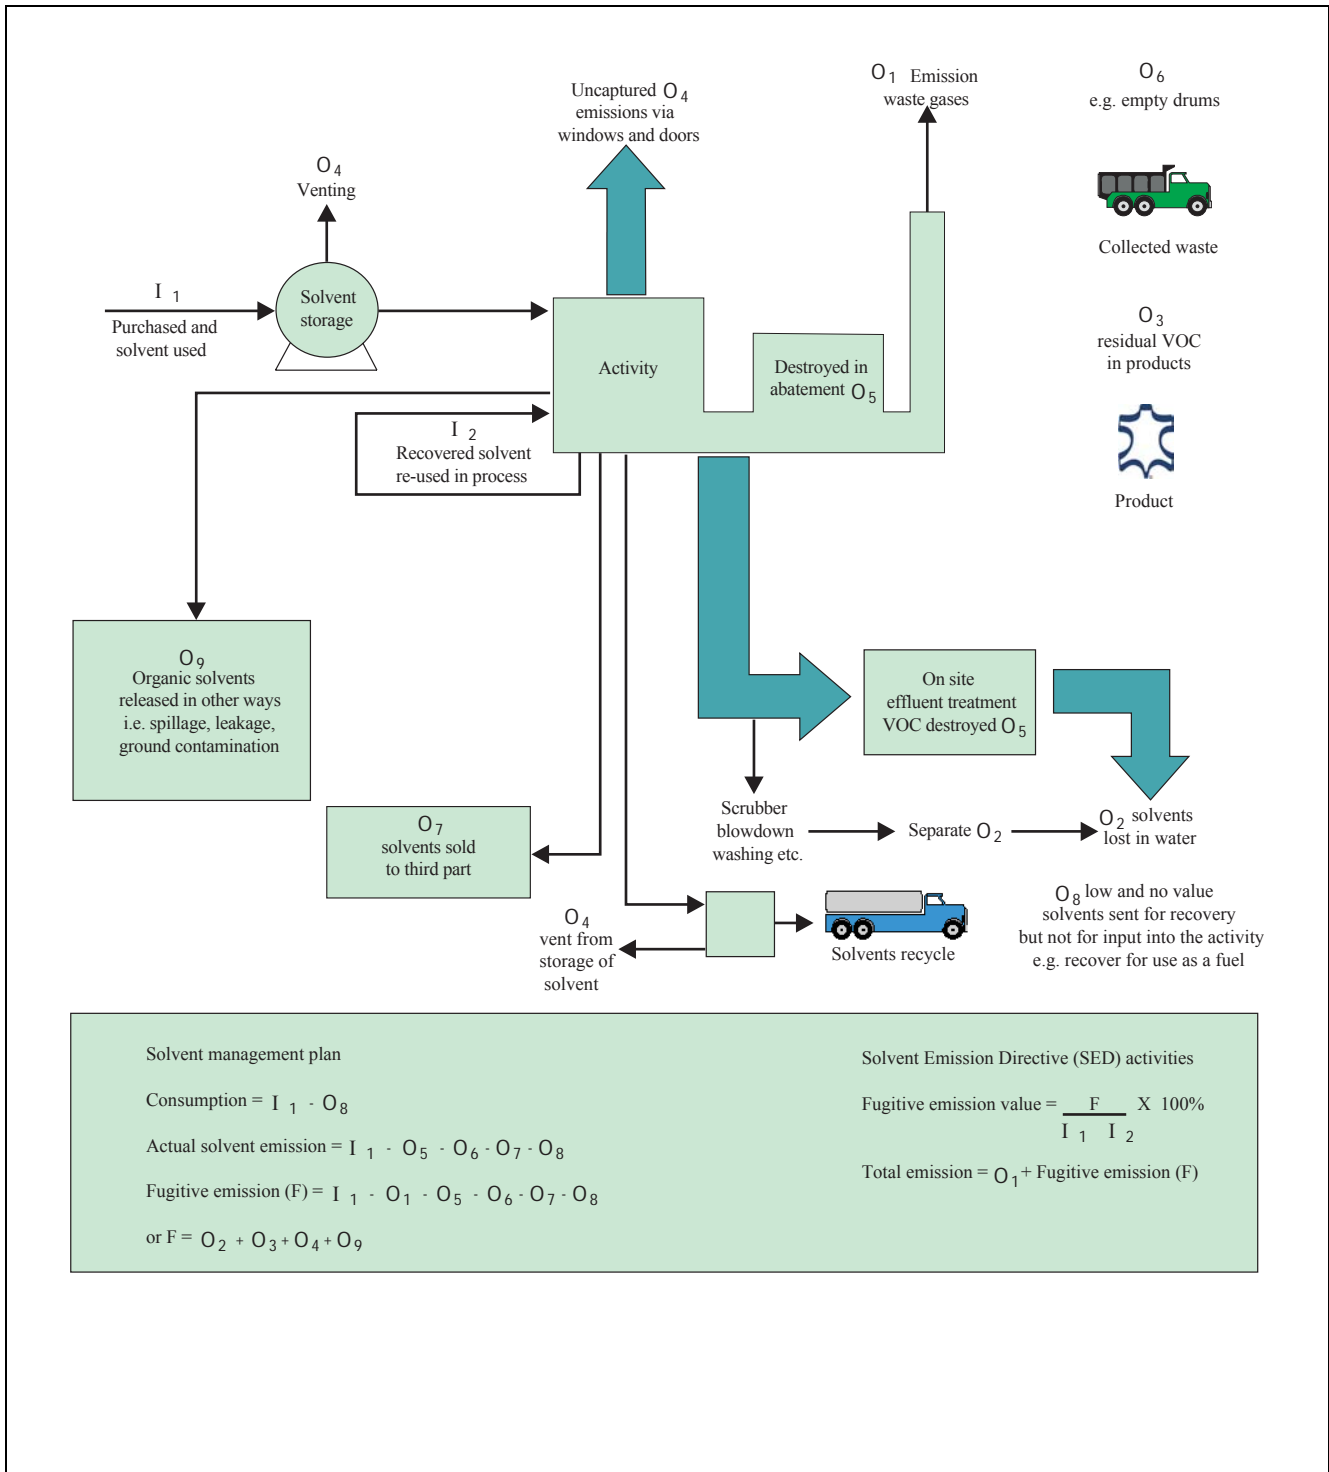 Uncaptured O4
emissions via
windows and doors
O1 Emission
waste gases
O6
e.g. empty drums
Collected waste
O4
Venting
I1
Purchased and
solvent used
Solvent
storage
Activity
Destroyed in
abatement O5
O3
residual VOC
in products
Product
I2
Recovered solvent
re-used in process
O9
Organic solvents
released in other ways
i.e. spillage, leakage,
ground contamination
On site
effluent treatment
VOC destroyed O5
O7
solvents sold
to third part
Scrubber
blowdown
washing etc.
Separate O2
O2 solvents
lost in water
O4
vent from
storage of
solvent
Solvents recycle
O8 low and no value
solvents sent for recovery
but not for input into the activity
e.g. recover for use as a fuel
Solvent management plan
Consumption = I1 - O8
Actual solvent emission = I1 - O5 - O6 - O7 - O8
Fugitive emission (F) = I1 - O1 - O5 - O6 - O7 - O8
or F = O2 + O3 + O4 + O9
Solvent Emission Directive (SED) activities
Fugitive emission value = F X 100%
I1 I2
Total emission = O1 + Fugitive emission (F)